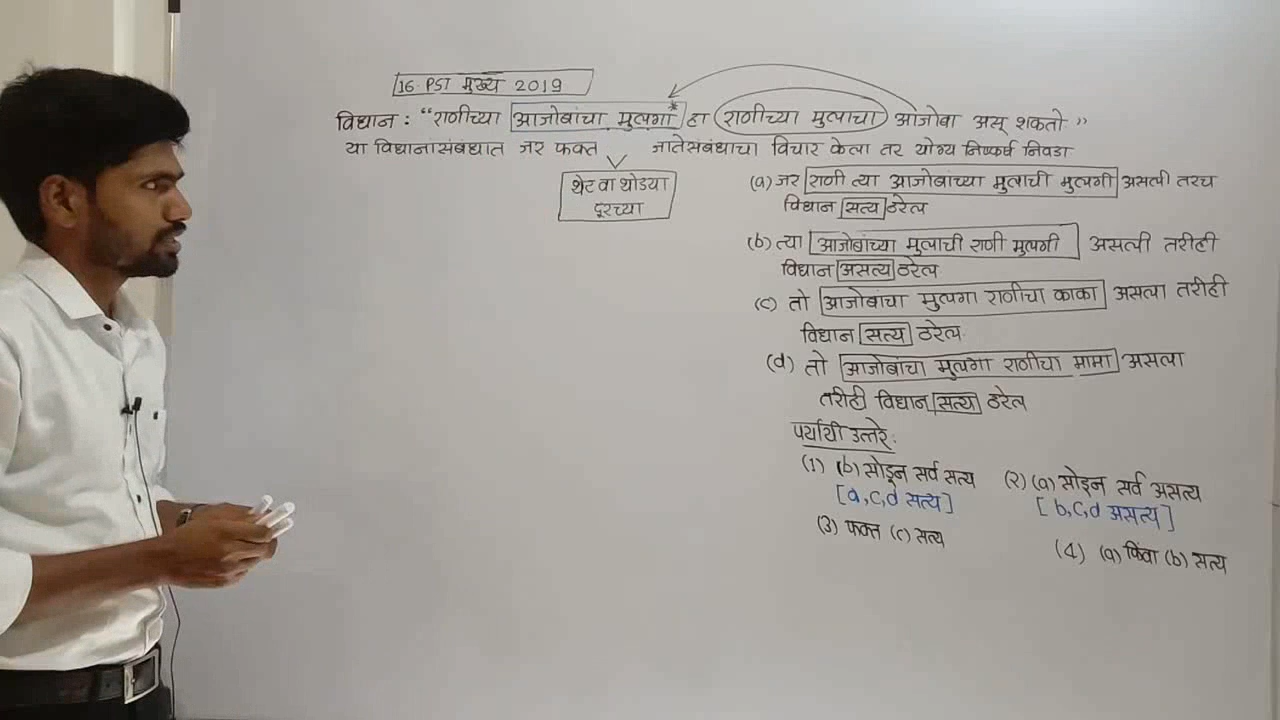 16. PSI मुख्य 2019
विधान : “राणीच्या आजोबांचा मुलगा* हा राणीच्या मुलाचा आजोबा असू शकतो”
या विधानासंबंधात जर फक्त जातेसंबंधाचा विचार केला तर योग्य निष्कर्ष निवडा
थेट वा थोडया
दूरच्या
(a) जर राणी त्या आजोबांच्या मुलाची मुलगी असली तरच
विधान सत्य ठरेल
(b) त्या आजोबांच्या मुलाची राणी मुलगी असली तरीही
विधान असत्य ठरेल
(c) तो आजोबांचा मुलगा राणीचा काका असला तरीही
विधान सत्य ठरेल.
(d) तो आजोबांचा मुलगा राणीचा मामा असला
तरीही विधान सत्य ठरेल
पर्यायी उत्तरे:
(1) (b) सोडून सर्व सत्य (२) (a) सोडून सर्व असत्य
[a,c,d सत्य] [b,c,d असत्य]
(3) फक्त (c) सत्य (4) (a) किंवा (b) सत्य